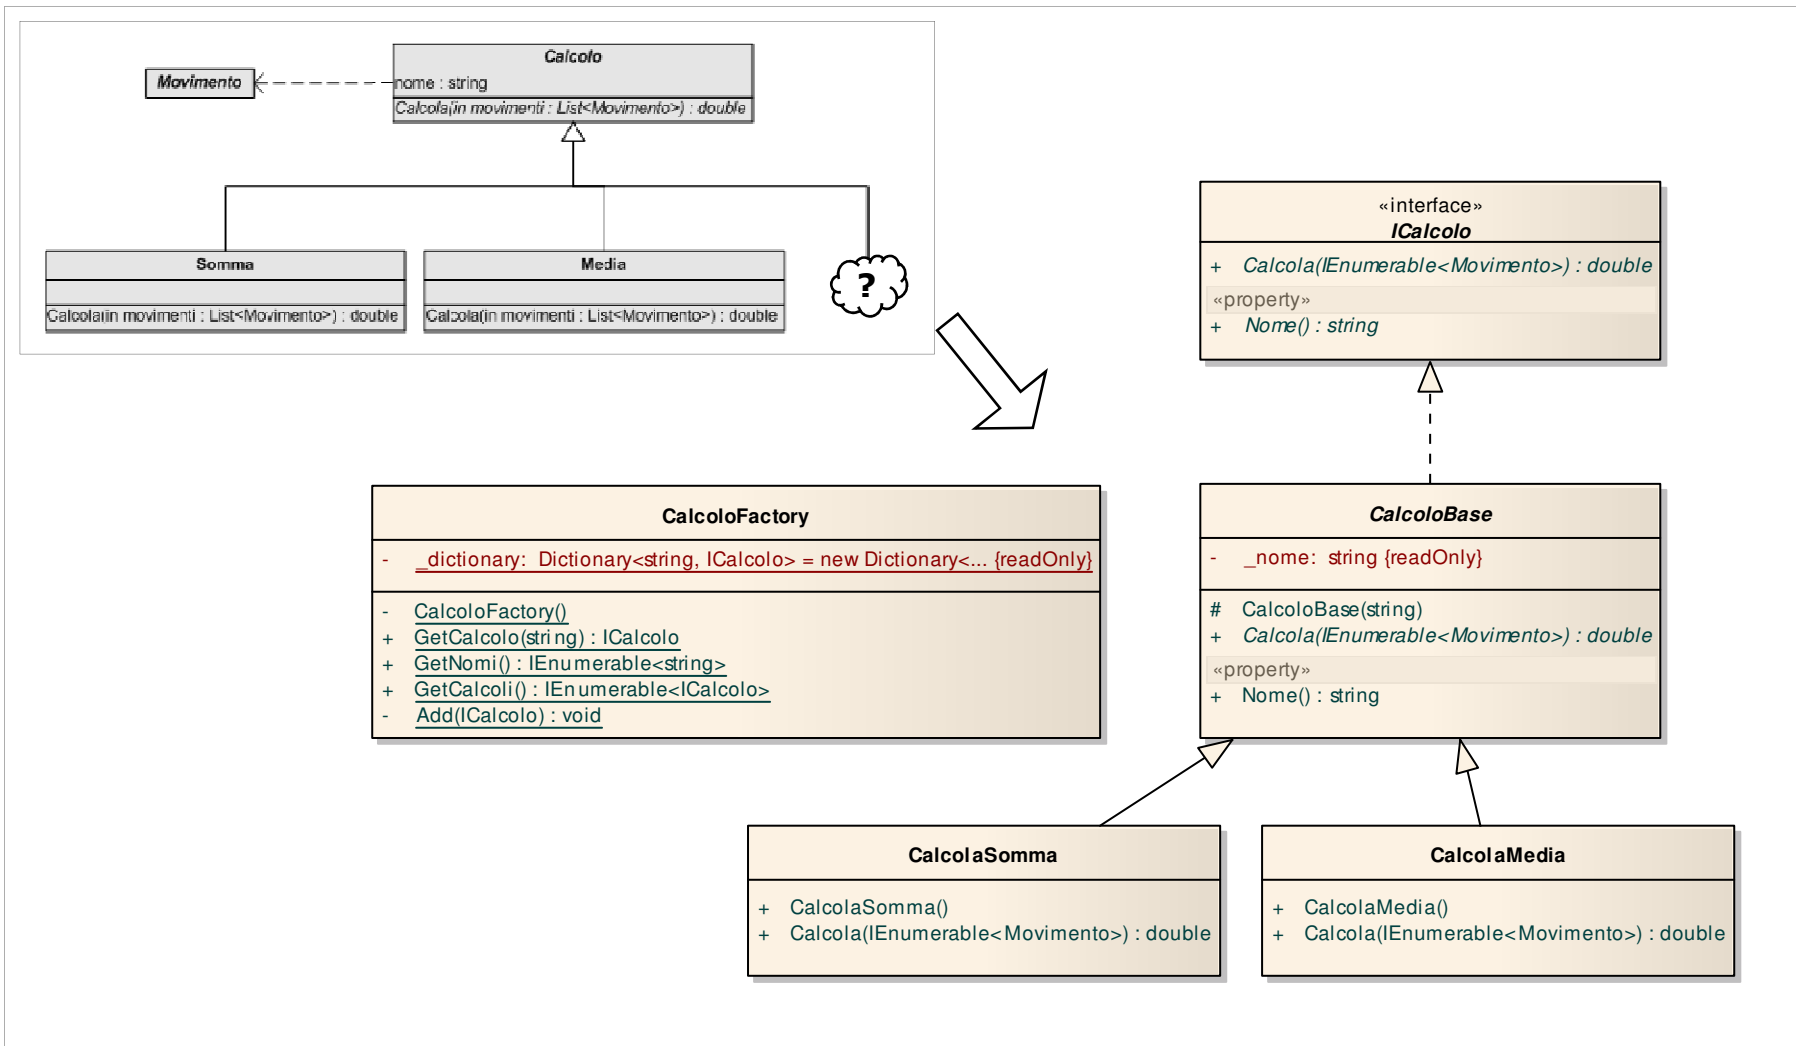 Calcolo
Movimento
nome : string
Calcola(in movimenti : List<Movimento>) : double
Somma
Calcola(in movimenti : List<Movimento>) : double
Media
Calcola(in movimenti : List<Movimento>) : double
?
«interface»
ICalcolo
+ Calcola(IEnumerable<Movimento>) : double
«property»
+ Nome() : string
CalcoloFactory
- _dictionary: Dictionary<string, ICalcolo> = new Dictionary<... {readOnly}
- CalcoloFactory()
+ GetCalcolo(string) : ICalcolo
+ GetNomi() : IEnumerable<string>
+ GetCalcoli() : IEnumerable<ICalcolo>
- Add(ICalcolo) : void
CalcoloBase
- _nome: string {readOnly}
# CalcoloBase(string)
+ Calcola(IEnumerable<Movimento>) : double
«property»
+ Nome() : string
CalcolaSomma
+ CalcolaSomma()
+ Calcola(IEnumerable<Movimento>) : double
CalcolaMedia
+ CalcolaMedia()
+ Calcola(IEnumerable<Movimento>) : double